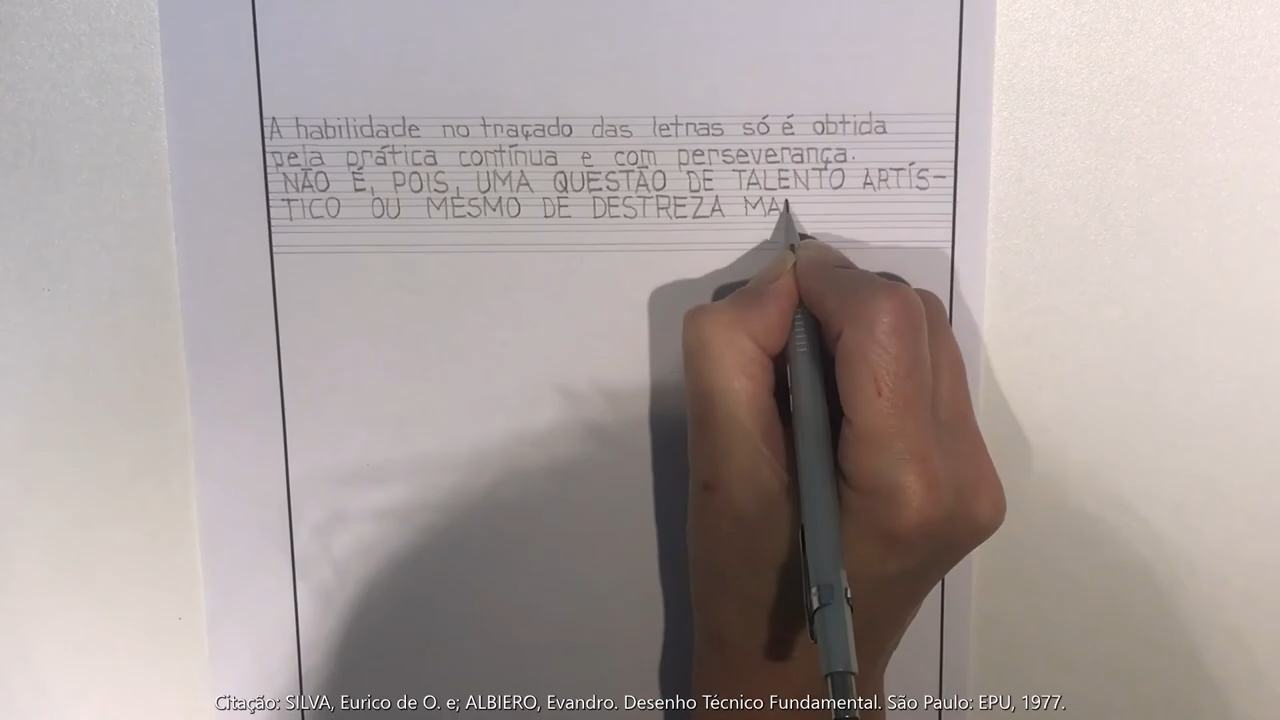 A habilidade no traçado das letras só é obtida
pela prática contínua e com perseverança.
NÃO É, POIS, UMA QUESTÃO DE TALENTO ARTÍS-
TICO OU MESMO DE DESTREZA MA
Citação: SILVA, Eurico de O. e; ALBIERO, Evandro. Desenho Técnico Fundamental. São Paulo: EPU, 1977.